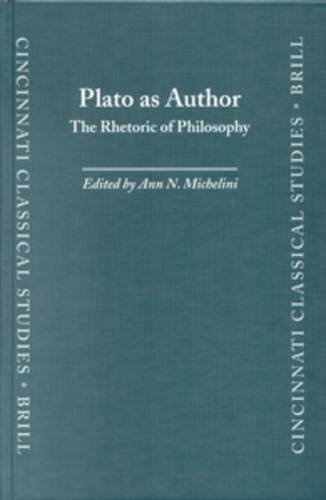 Plato as Author
The Rhetoric of Philosophy
Edited by Ann N. Michelini
CINCINNATI CLASSICAL STUDIES • BRILL
CINCINNATI CLASSICAL STUDIES • BRILL